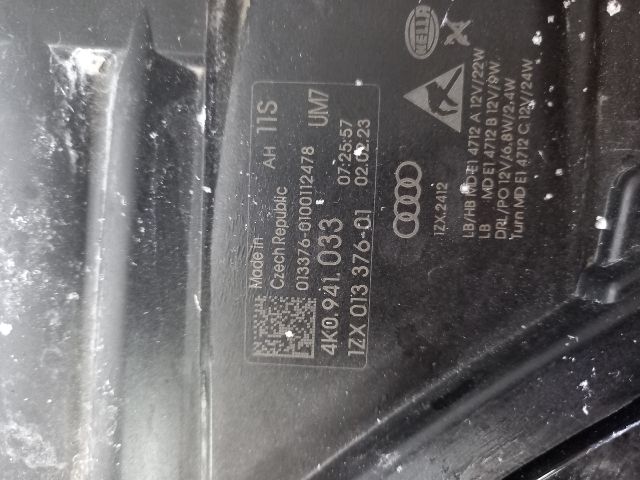 Made in
Czech Republic AH 11S
013376-0100112478 UM7
4K0.941.033 07:25:57
1ZX 013 376-01 02.02.23
HELLA
1ZX.2412
LB/HB MD E1 4712 A 12V/22W
LB MD E1 4712 B 12V/9W
DRL/PO 12V/6.8W/2.4W
Turn MD E1 4712 C 12V/24W